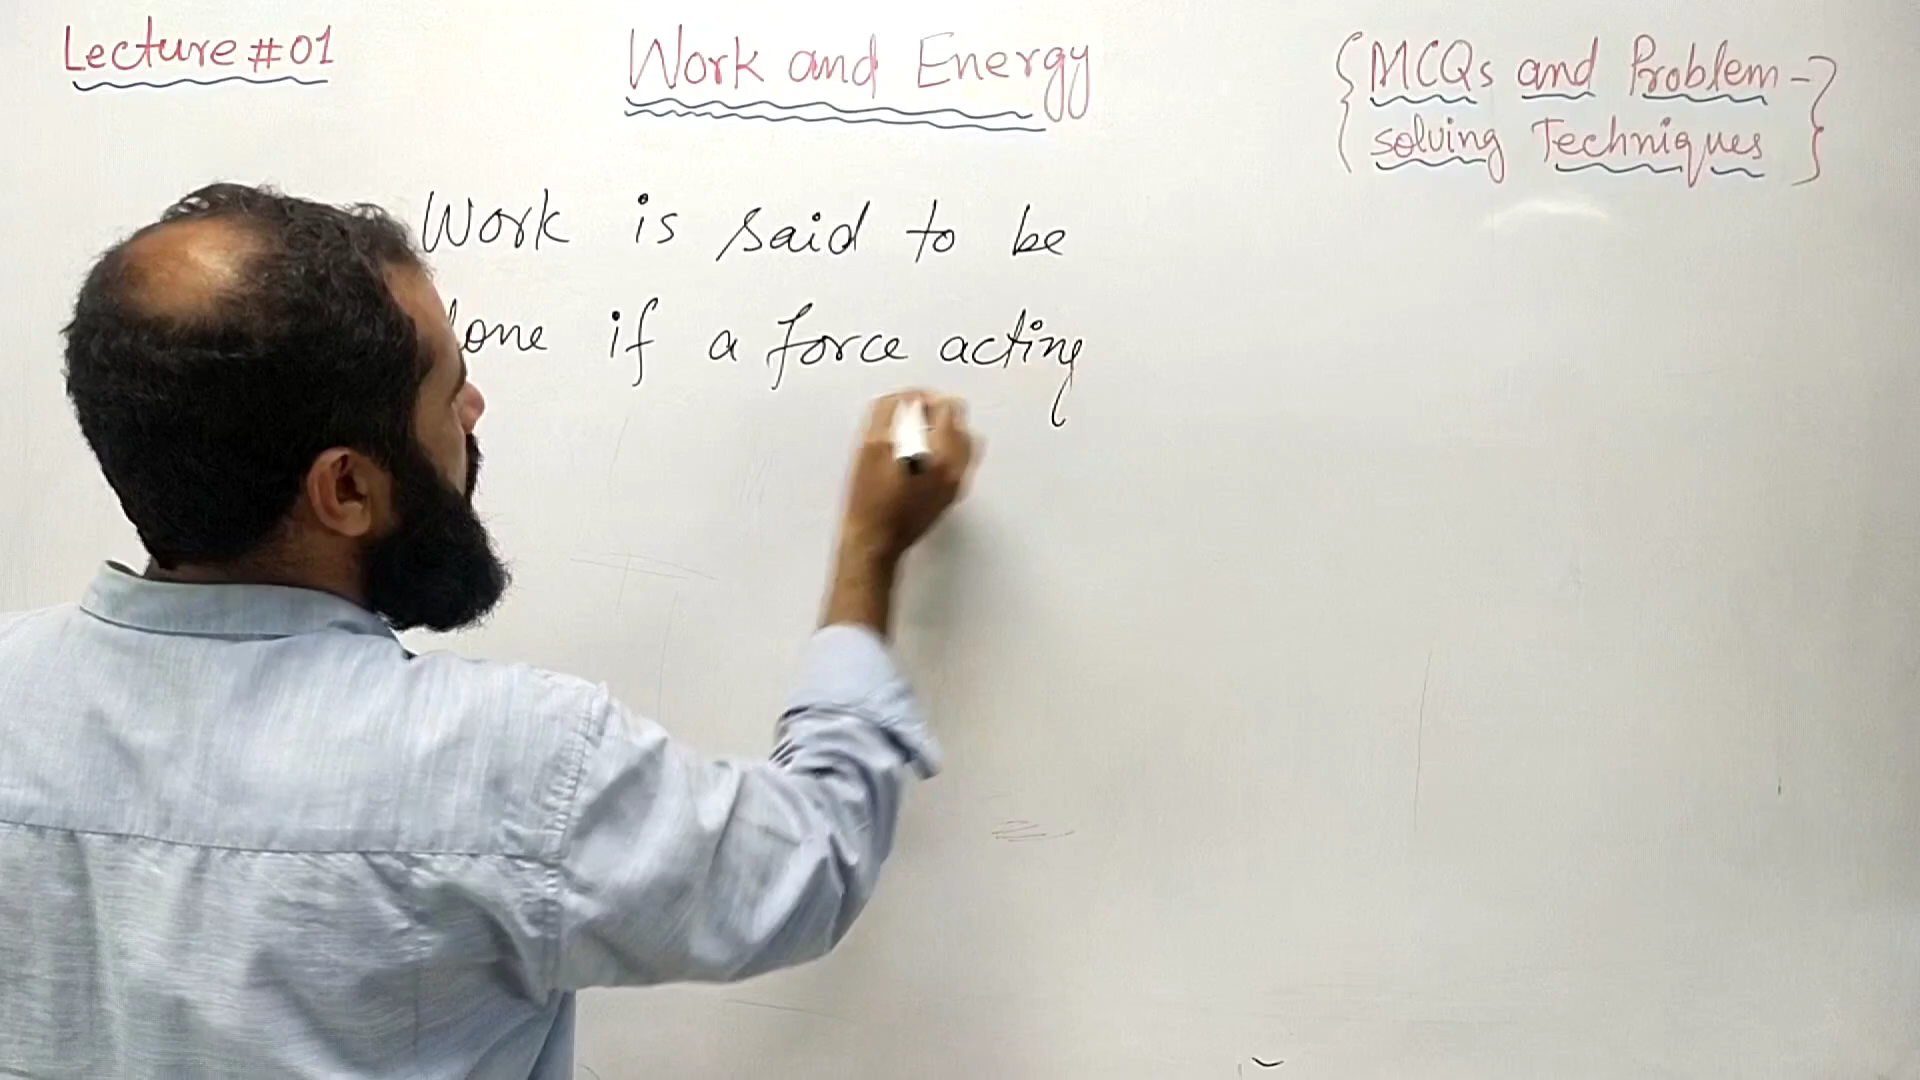 Lecture #01
Work and Energy
{MCQs and Problem-}
{solving Techniques}
Work is said to be
done if a force acting